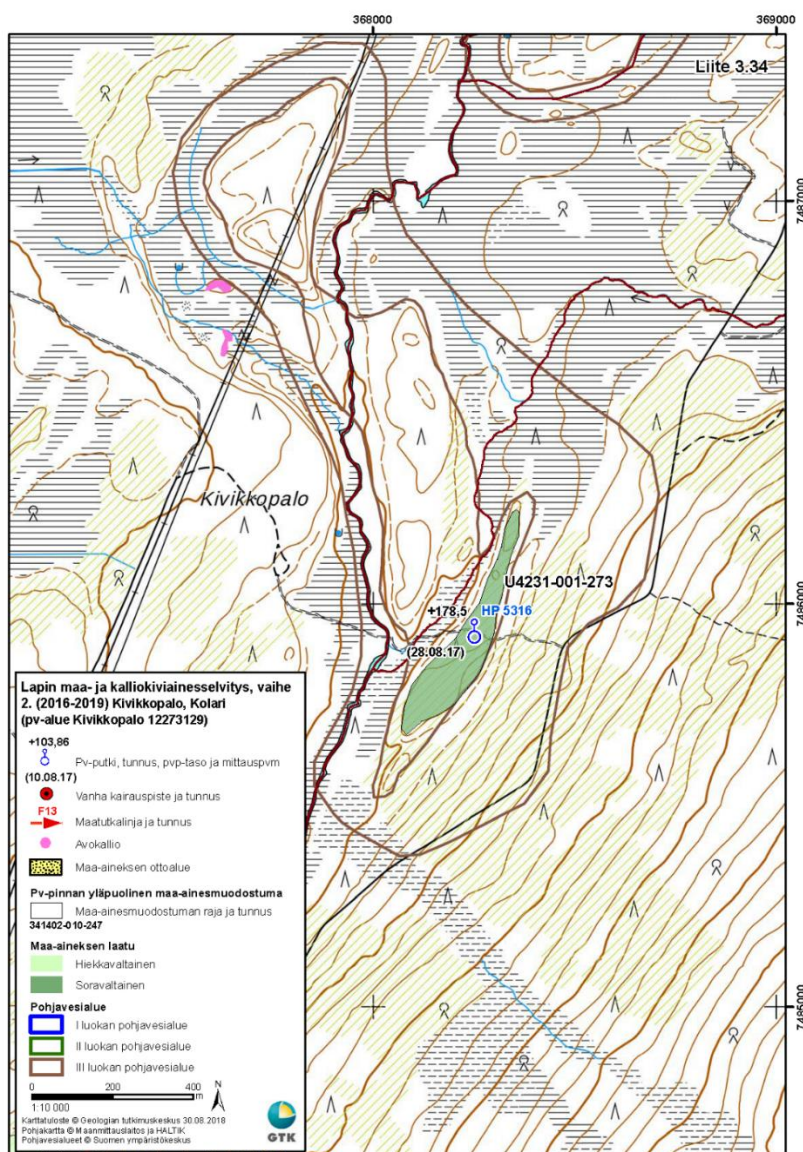 368000
369000
Liite 3.34
7487000
Kivikkopalo
U4231-001-273
+178,5
HP 5316
7486000
(28.08.17)
Lapin maa- ja kalliokiviainesselvitys, vaihe
2. (2016-2019) Kivikkopalo, Kolari
(pv-alue Kivikkopalo 12273129)
+103,86
Pv-putki, tunnus, pvp-taso ja mittauspvm
(10.08.17)
Vanha kairauspiste ja tunnus
F13
Maatutkalinja ja tunnus
Avokallio
Maa-aineksen ottoalue
Pv-pinnan yläpuolinen maa-ainesmuodostuma
Maa-ainesmuodostuman raja ja tunnus
341402-010-247
Maa-aineksen laatu
Hiekkavaltainen
Soravaltainen
Pohjavesialue
I luokan pohjavesialue
II luokan pohjavesialue
III luokan pohjavesialue
0 200 400
m
N
1:10 000
Karttatuloste © Geologian tutkimuskeskus 30.08.2018
Pohjakartta © Maanmittauslaitos ja HALTIK
Pohjavesialueet © Suomen ympäristökeskus
GTK
7485000